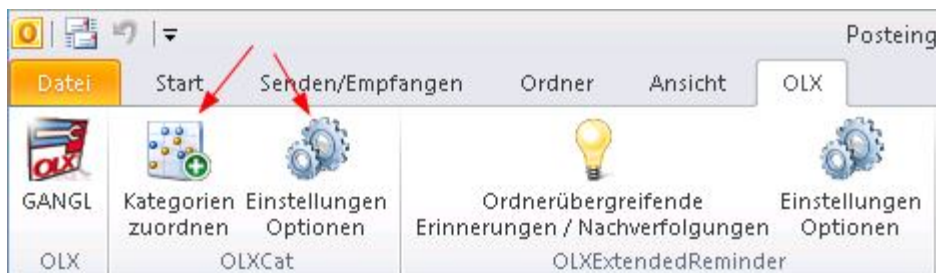 Posteing
Datei Start Senden/Empfangen Ordner Ansicht OLX
OLX
GANGL
Kategorien zuordnen
Einstellungen Optionen
Ordnerübergreifende
Erinnerungen / Nachverfolgungen
Einstellungen Optionen
OLX OLXCat OLXExtendedReminder